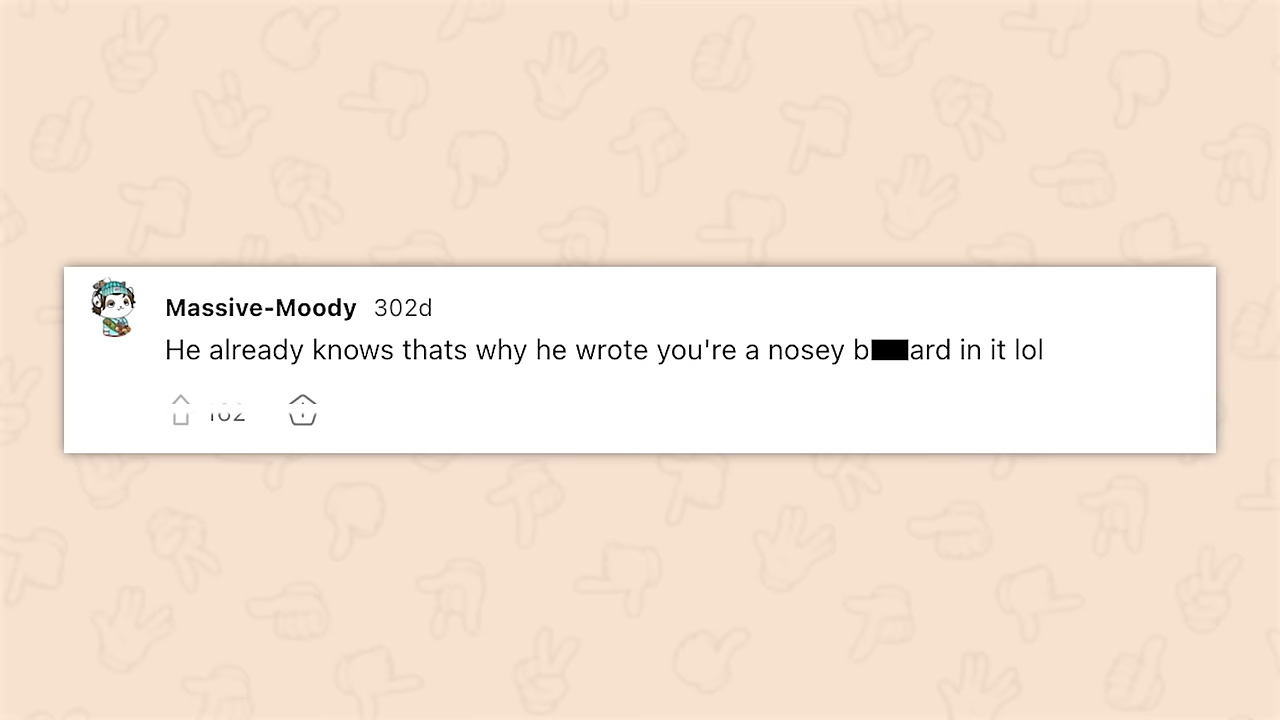 Massive-Moody 302d
He already knows thats why he wrote you're a nosey b ard in it lol